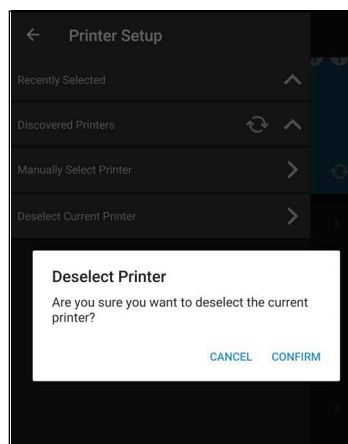 Printer Setup
Recently Selected
Discovered Printers
Manually Select Printer
Deselect Current Printer
Deselect Printer
Are you sure you want to deselect the current
printer?
CANCEL CONFIRM